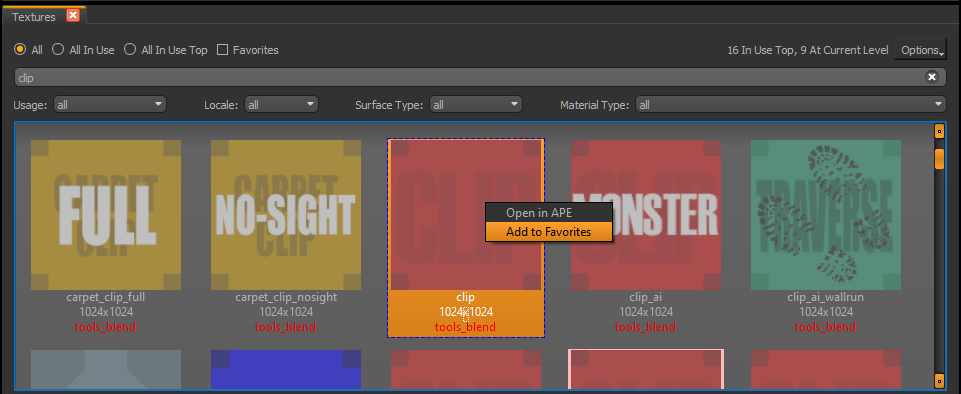 Textures
All All In Use All In Use Top Favorites 16 In Use Top, 9 At Current Level Options
clip
Usage: all Locale: all Surface Type: all Material Type: all
CARPET CLIP FULL
CARPET CLIP NO-SIGHT
CLIP
CLIP MONSTER
TRAVERSE
Open in APE
Add to Favorites
carpet_clip_full carpet_clip_nosight clip clip_ai clip_ai_wallrun
1024x1024 1024x1024 1024x1024 1024x1024 1024x1024
tools_blend tools_blend tools_blend tools_blend tools_blend